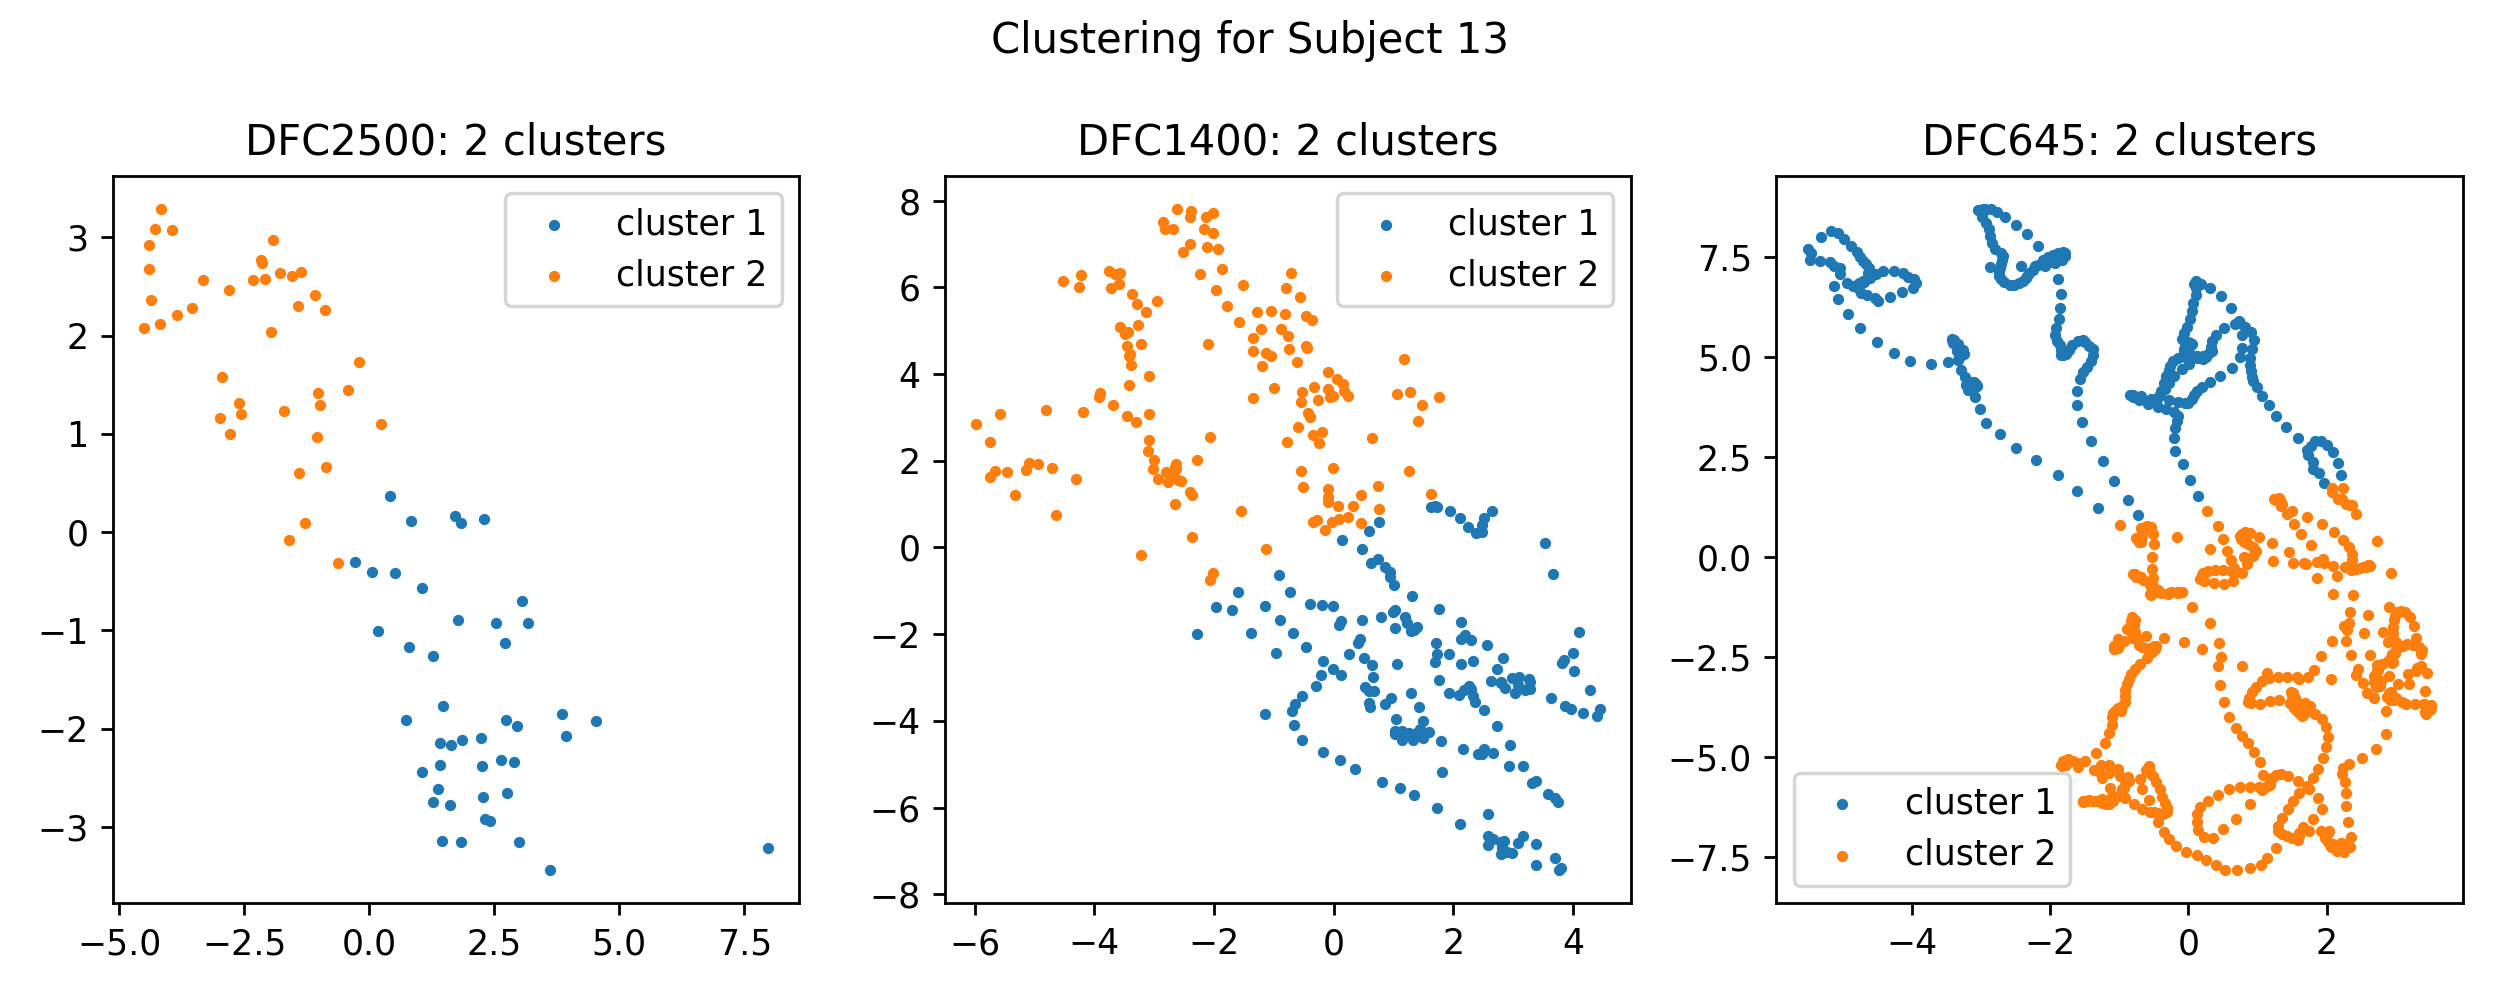 Clustering for Subject 13
DFC2500: 2 clusters
cluster 1
cluster 2
3
2
1
0
−1
−2
−3
−5.0 −2.5 0.0 2.5 5.0 7.5
DFC1400: 2 clusters
cluster 1
cluster 2
8
6
4
2
0
−2
−4
−6
−8
−6 −4 −2 0 2 4
DFC645: 2 clusters
7.5
5.0
2.5
0.0
−2.5
−5.0
−7.5
cluster 1
cluster 2
−4 −2 0 2